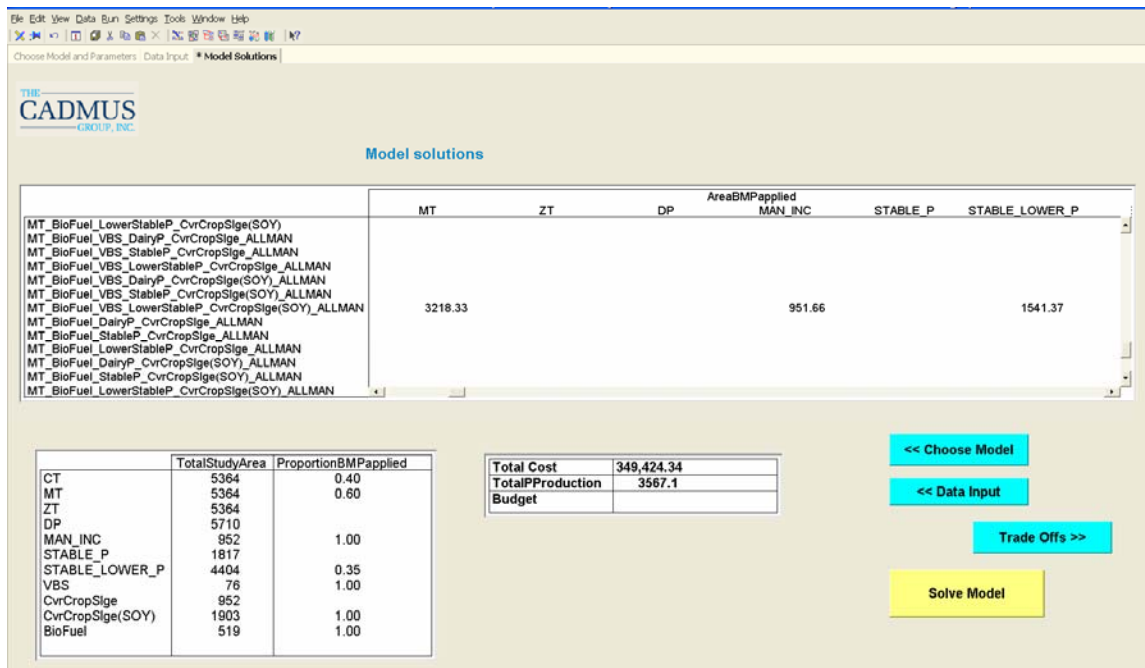 File Edit View Data Run Settings Tools Window Help
Choose Model and Parameters Data Input * Model Solutions
THE
CADMUS
GROUP, INC.
Model solutions
AreaBMPapplied
MT ZT DP MAN_INC STABLE_P STABLE_LOWER_P
MT_BioFuel_LowerStableP_CvrCropSlge(SOY)
MT_BioFuel_VBS_DairyP_CvrCropSlge_ALLMAN
MT_BioFuel_VBS_StableP_CvrCropSlge_ALLMAN
MT_BioFuel_VBS_LowerStableP_CvrCropSlge_ALLMAN
MT_BioFuel_VBS_DairyP_CvrCropSlge(SOY)_ALLMAN
MT_BioFuel_VBS_StableP_CvrCropSlge(SOY)_ALLMAN
MT_BioFuel_VBS_LowerStableP_CvrCropSlge(SOY)_ALLMAN 3218.33 951.66 1541.37
MT_BioFuel_DairyP_CvrCropSlge_ALLMAN
MT_BioFuel_StableP_CvrCropSlge_ALLMAN
MT_BioFuel_LowerStableP_CvrCropSlge_ALLMAN
MT_BioFuel_DairyP_CvrCropSlge(SOY)_ALLMAN
MT_BioFuel_StableP_CvrCropSlge(SOY)_ALLMAN
MT_BioFuel_LowerStableP_CvrCropSlge(SOY)_ALLMAN
TotalStudyArea ProportionBMPapplied
CT 5364 0.40
MT 5364 0.60
ZT 5364
DP 5710
MAN_INC 952 1.00
STABLE_P 1817
STABLE_LOWER_P 4404 0.35
VBS 76 1.00
CvrCropSlge 952
CvrCropSlge(SOY) 1903 1.00
BioFuel 519 1.00
Total Cost 349,424.34
TotalPProduction 3567.1
Budget
<< Choose Model
<< Data Input
Trade Offs >>
Solve Model